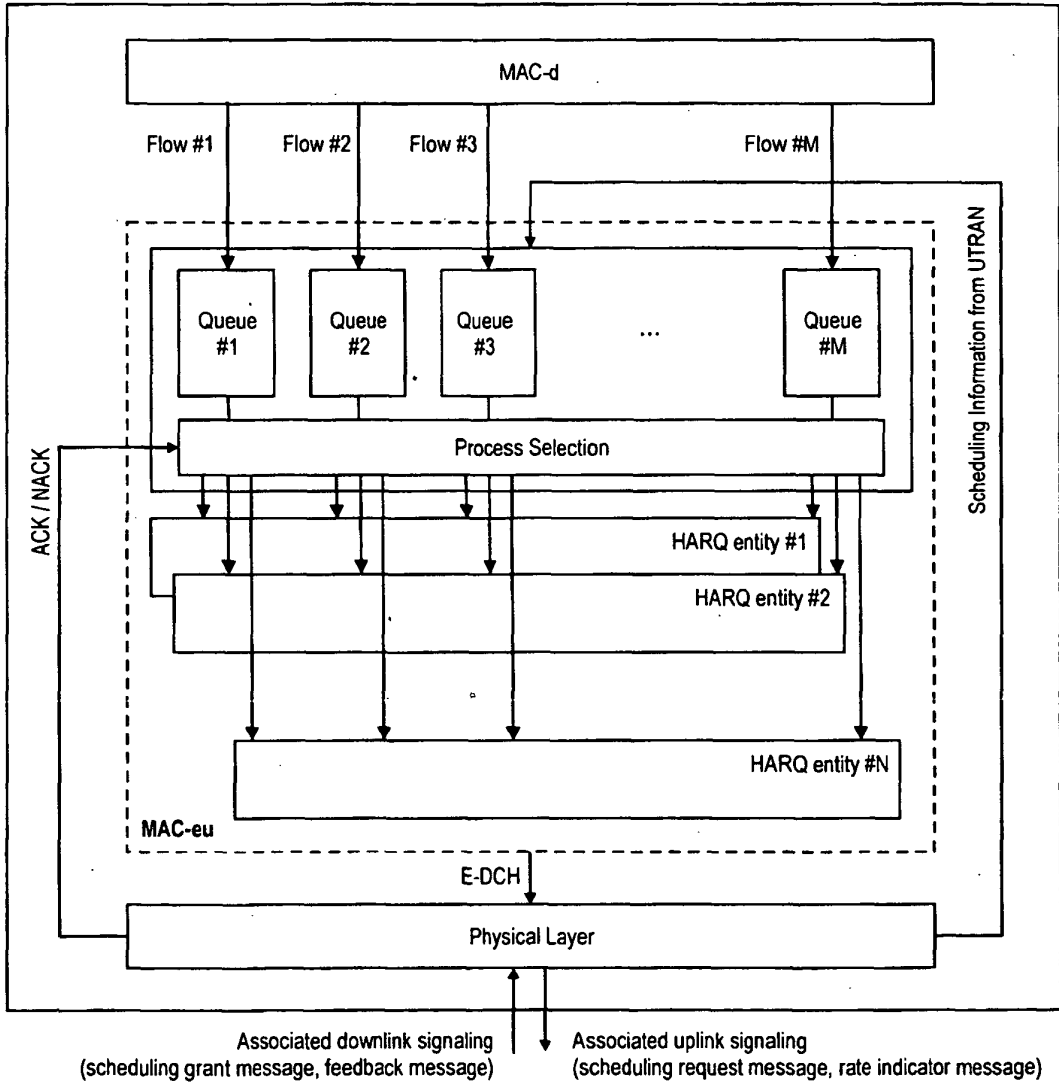 MAC-d
Flow #1
Flow #2
Flow #3
Flow #M
Scheduling Information from UTRAN
Queue
#1
Queue
#2
Queue
#3
...
Queue
#M
Process Selection
ACK / NACK
HARQ entity #1
HARQ entity #2
HARQ entity #N
MAC-eu
E-DCH
Physical Layer
Associated downlink signaling
(scheduling grant message, feedback message)
Associated uplink signaling
(scheduling request message, rate indicator message)